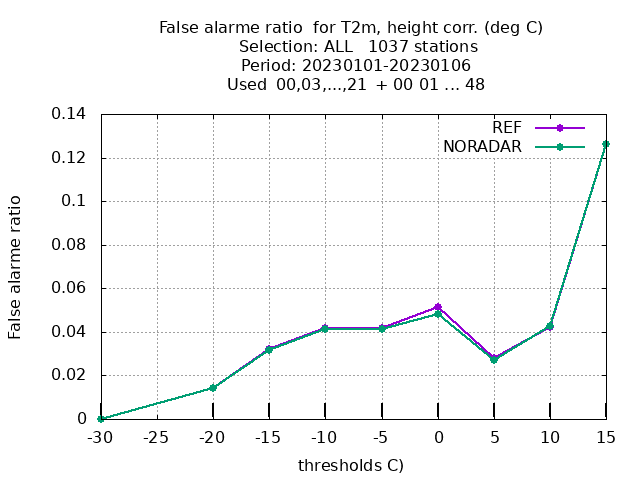 False alarme ratio  for T2m, height corr. (deg C)
Selection: ALL   1037 stations
Period: 20230101-20230106
Used  00,03,...,21  + 00 01 ... 48
REF
NORADAR
0.14
0.12
0.1
0.08
0.06
0.04
0.02
0
False alarme ratio
-30 -25 -20 -15 -10 -5 0 5 10 15
thresholds C)